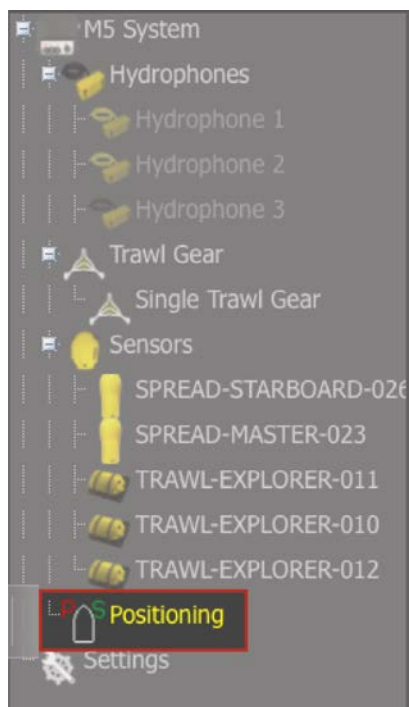 M5 System
Hydrophones
Hydrophone 1
Hydrophone 2
Hydrophone 3
Trawl Gear
Single Trawl Gear
Sensors
SPREAD-STARBOARD-026
SPREAD-MASTER-023
TRAWL-EXPLORER-011
TRAWL-EXPLORER-010
TRAWL-EXPLORER-012
P S Positioning
Settings